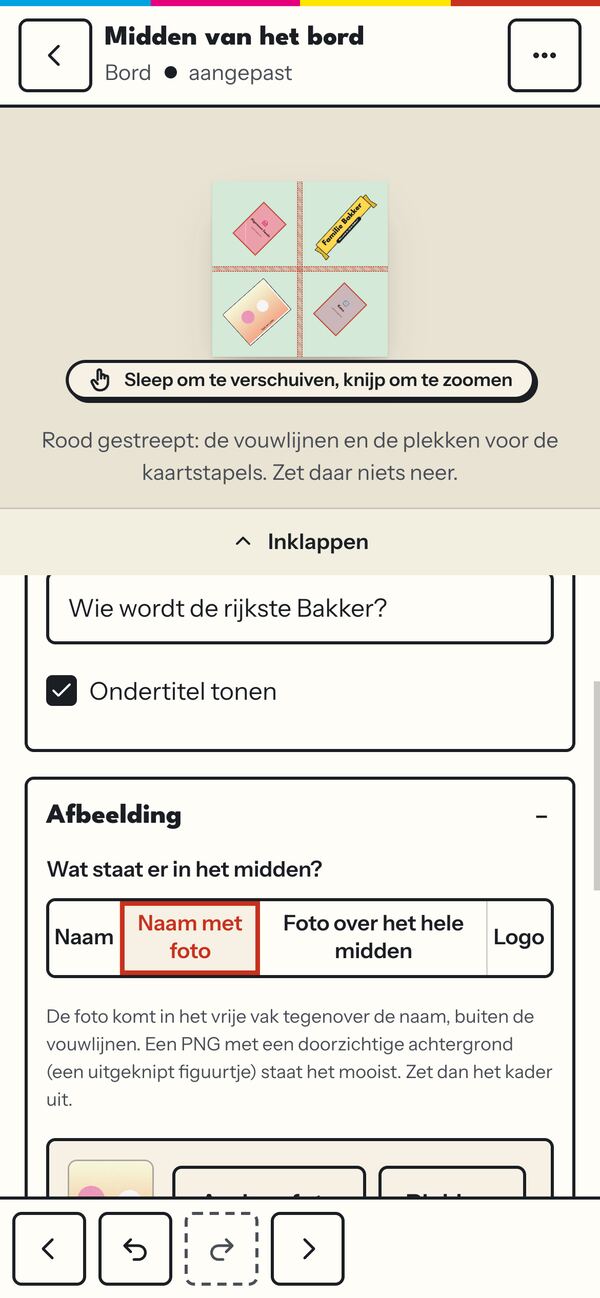 Midden van het bord
Bord ● aangepast
Familie Bakker
Sleep om te verschuiven, knijp om te zoomen
Rood gestreept: de vouwlijnen en de plekken voor de
kaartstapels. Zet daar niets neer.
Inklappen
Wie wordt de rijkste Bakker?
Ondertitel tonen
Afbeelding
Wat staat er in het midden?
Naam
Naam met
foto
Foto over het hele
midden
Logo
De foto komt in het vrije vak tegenover de naam, buiten de
vouwlijnen. Een PNG met een doorzichtige achtergrond
(een uitgeknipt figuurtje) staat het mooist. Zet dan het kader
uit.